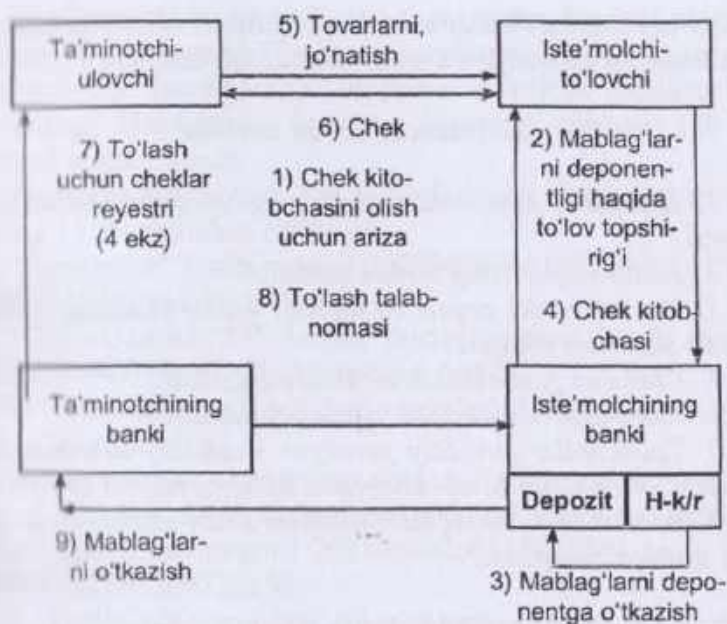 Ta'minotchi-
ulovchi
5) Tovarlarni,
jo'natish
Iste'molchi-
to'lovchi
6) Chek
7) To'lash
uchun cheklar
reyestri
(4 ekz)
1) Chek kito-
bchasini olish
uchun ariza
2) Mablag'lar-
ni deponen-
tligi haqida
to'lov topshi-
rig'i
8) To'lash talab-
nomasi
4) Chek kitob-
chasi
Ta'minotchining
banki
Iste'molchining
banki
Depozit
H-k/r
9) Mablag'lar-
ni o'tkazish
3) Mablag'larni depo-
nentga o'tkazish